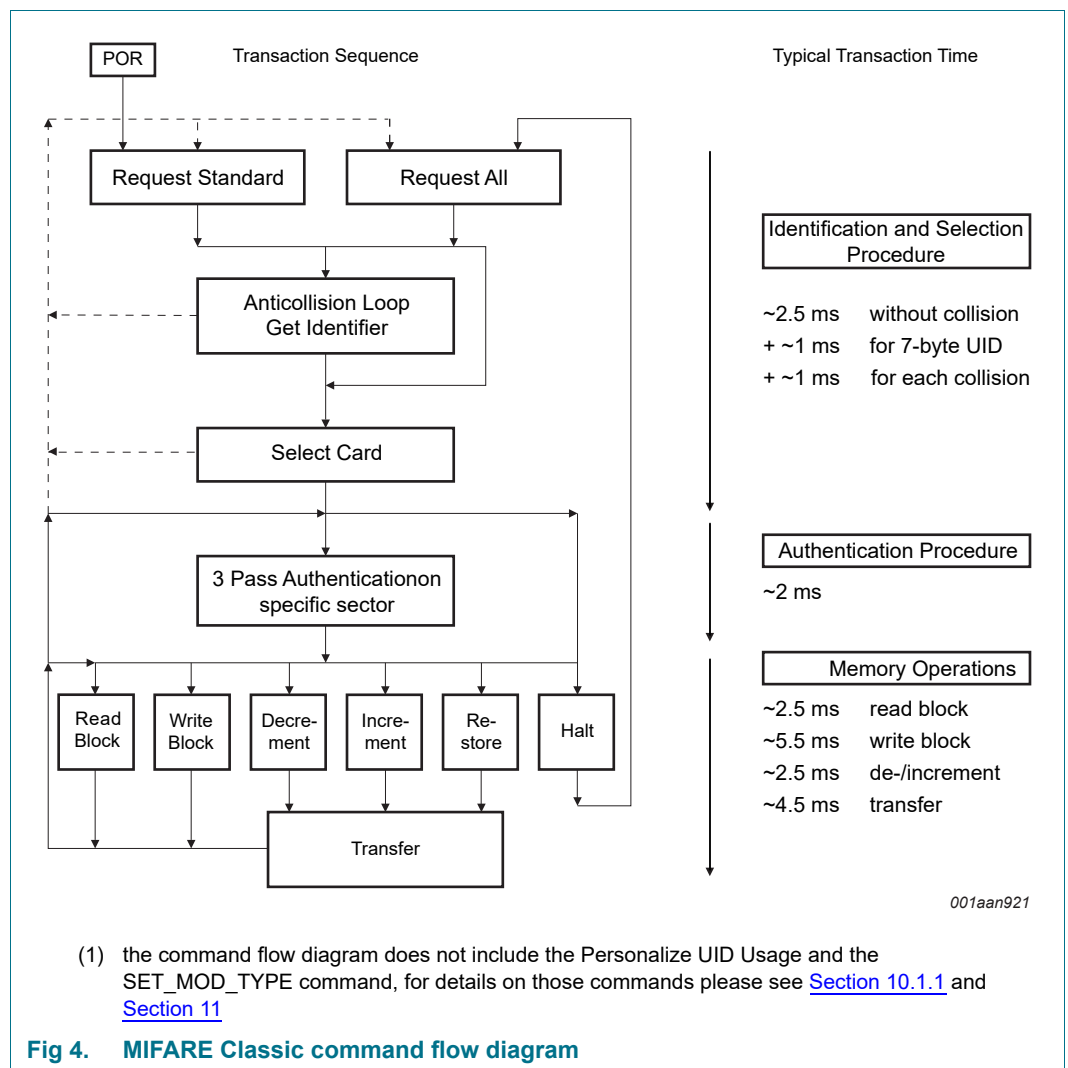 POR
Transaction Sequence
Typical Transaction Time
Request Standard
Request All
Identification and Selection
Procedure
Anticollision Loop
Get Identifier
~2.5 ms without collision
+ ~1 ms for 7-byte UID
+ ~1 ms for each collision
Select Card
Authentication Procedure
3 Pass Authenticationon
specific sector
~2 ms
Memory Operations
Read
Block
Write
Block
Decre-
ment
Incre-
ment
Re-
store
Halt
~2.5 ms read block
~5.5 ms write block
~2.5 ms de-/increment
~4.5 ms transfer
Transfer
001aan921
(1) the command flow diagram does not include the Personalize UID Usage and the
SET_MOD_TYPE command, for details on those commands please see Section 10.1.1 and
Section 11
Fig 4. MIFARE Classic command flow diagram